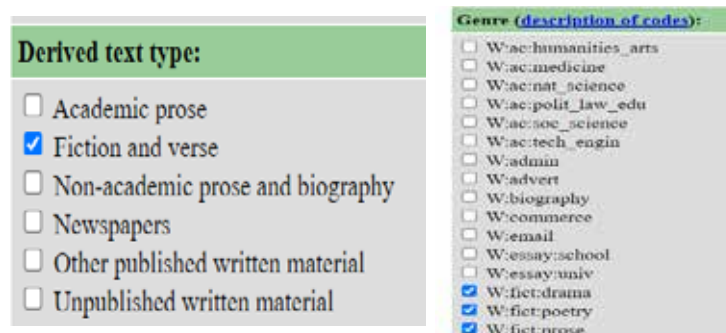 Derived text type:
Academic prose
Fiction and verse
Non-academic prose and biography
Newspapers
Other published written material
Unpublished written material
Genre (description of codes):
W:ac:humanities_arts
W:ac:medicine
W:ac:nat_science
W:ac:polit_law_edu
W:ac:soc_science
W:ac:tech_engin
W:admin
W:advert
W:biography
W:commerce
W:email
W:essay:school
W:essay:univ
W:fict:drama
W:fict:poetry
W:fict:prose